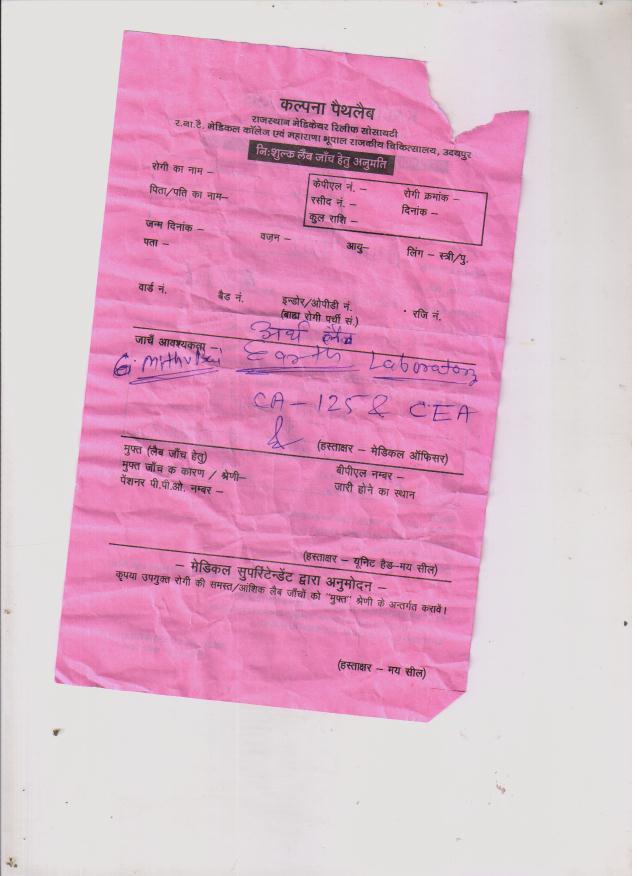 कल्पना पैथलैब
राजस्थान मेडिकेयर रिलीफ सोसायटी
र.ना.टै. मेडिकल कॉलेज एवं महाराणा भूपाल राजकीय चिकित्सालय, उदयपुर
निःशुल्क लैब जाँच हेतु अनुमति
रोगी का नाम –
केपीएल नं. – रोगी क्रमांक –
पिता/पति का नाम–
रसीद नं. – दिनांक –
कुल राशि –
जन्म दिनांक – वज़न – आयु– लिंग – स्त्री/पु.
पता –
वार्ड नं. बैड नं. इन्डोर/ओपीडी नं. रजि नं.
(बाह्य रोगी पर्ची सं.)
अर्थ लैब
जाचें आवश्यकता –
Earth Laboratory
CA – 125 & CEA
(हस्ताक्षर – मेडिकल ऑफिसर)
मुफ्त (लैब जाँच हेतु)
मुफ्त जाँच क कारण / श्रेणी– बीपीएल नम्बर –
पेंशनर पी.पी.ओ. नम्बर – जारी होने का स्थान
(हस्ताक्षर – यूनिट हैड–मय सील)
– मेडिकल सुपरिंटेन्डेंट द्वारा अनुमोदन –
कृपया उपयुक्त रोगी की समस्त/आंशिक लैब जाँचों को "मुफ्त" श्रेणी के अन्तर्गत करावें।
(हस्ताक्षर – मय सील)